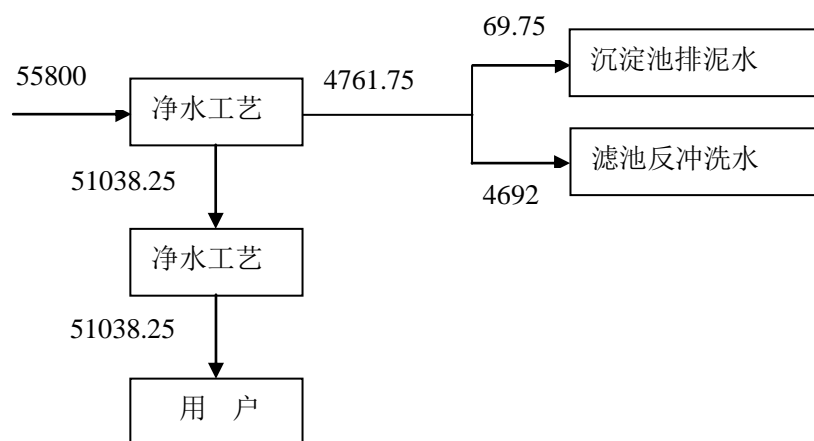 69.75
沉淀池排泥水
55800
4761.75
净水工艺
滤池反冲洗水
4692
51038.25
净水工艺
51038.25
用 户